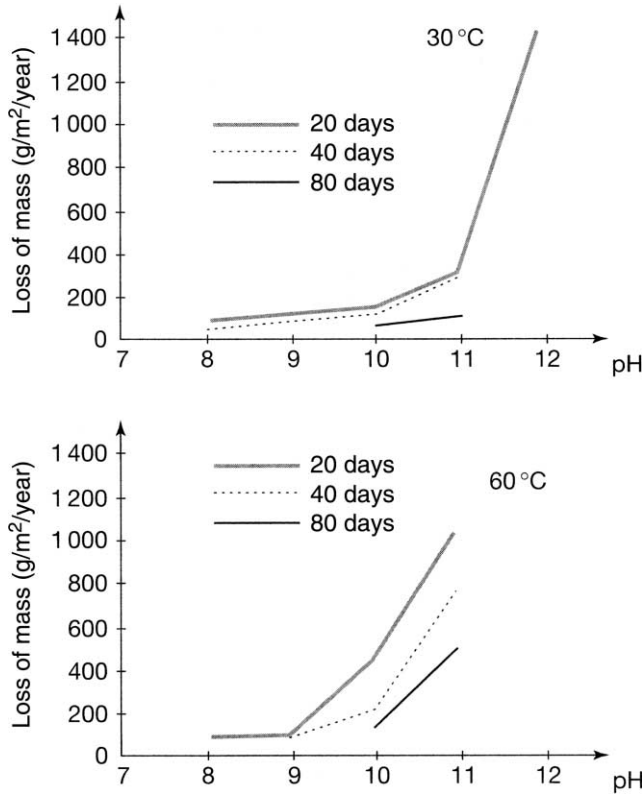 1 400
30 °C
1 200
20 days
1 000
40 days
800
80 days
600
400
200
0
7 8 9 10 11 12 pH
Loss of mass (g/m²/year)
1 400
20 days
60 °C
1 200
40 days
1 000
80 days
800
600
400
200
0
7 8 9 10 11 12 pH
Loss of mass (g/m²/year)